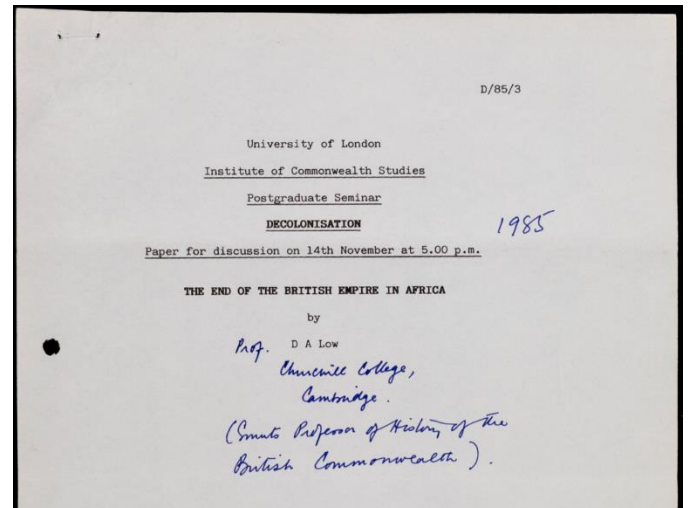 D/85/3
University of London
Institute of Commonwealth Studies
Postgraduate Seminar
DECOLONISATION
1985
Paper for discussion on 14th November at 5.00 p.m.
THE END OF THE BRITISH EMPIRE IN AFRICA
by
Prof. D A Low
Churchill College,
Cambridge.
(Smuts Professor of History of the
British Commonwealth).